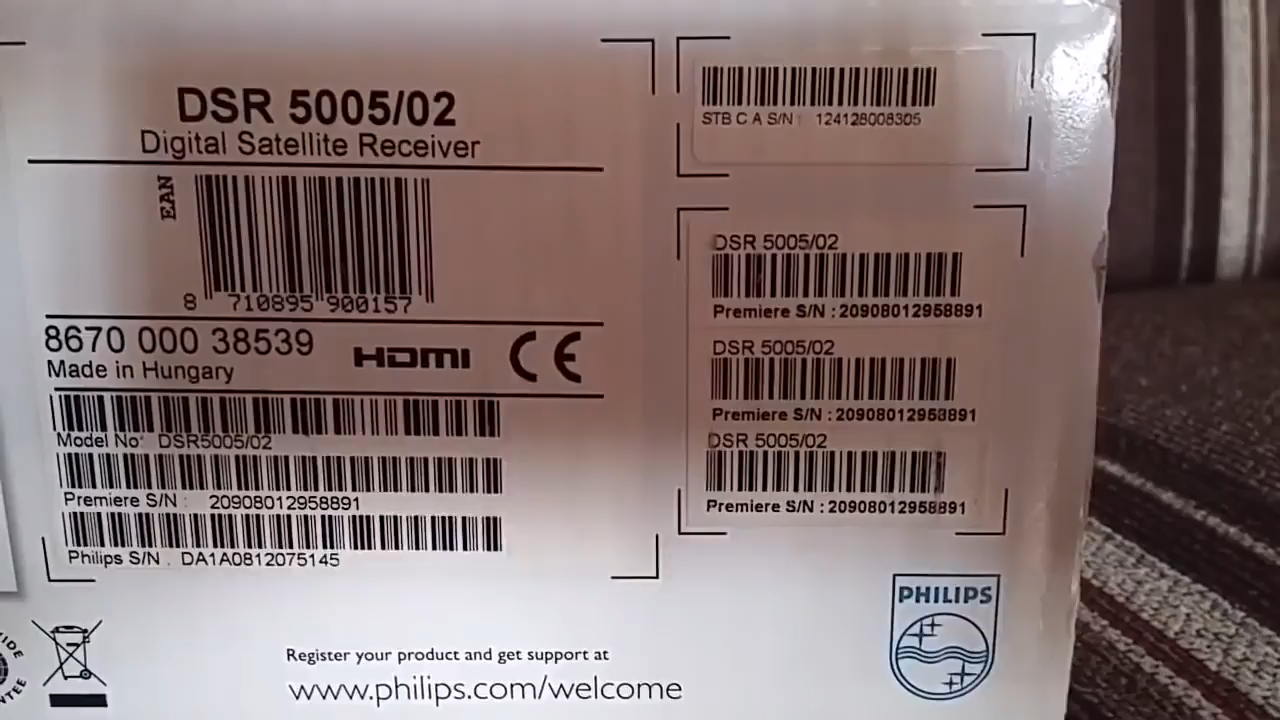 DSR 5005/02
Digital Satellite Receiver
EAN
8 710895 900157
8670 000 38539
Made in Hungary
HDMI CE
Model No: DSR5005/02
Premiere S/N : 20908012958891
Philips S/N : DA1A0812075145
STB C A S/N : 124128008305
DSR 5005/02
Premiere S/N : 20908012958891
DSR 5005/02
Premiere S/N : 20908012958891
DSR 5005/02
Premiere S/N : 20908012958891
PHILIPS
Register your product and get support at
www.philips.com/welcome